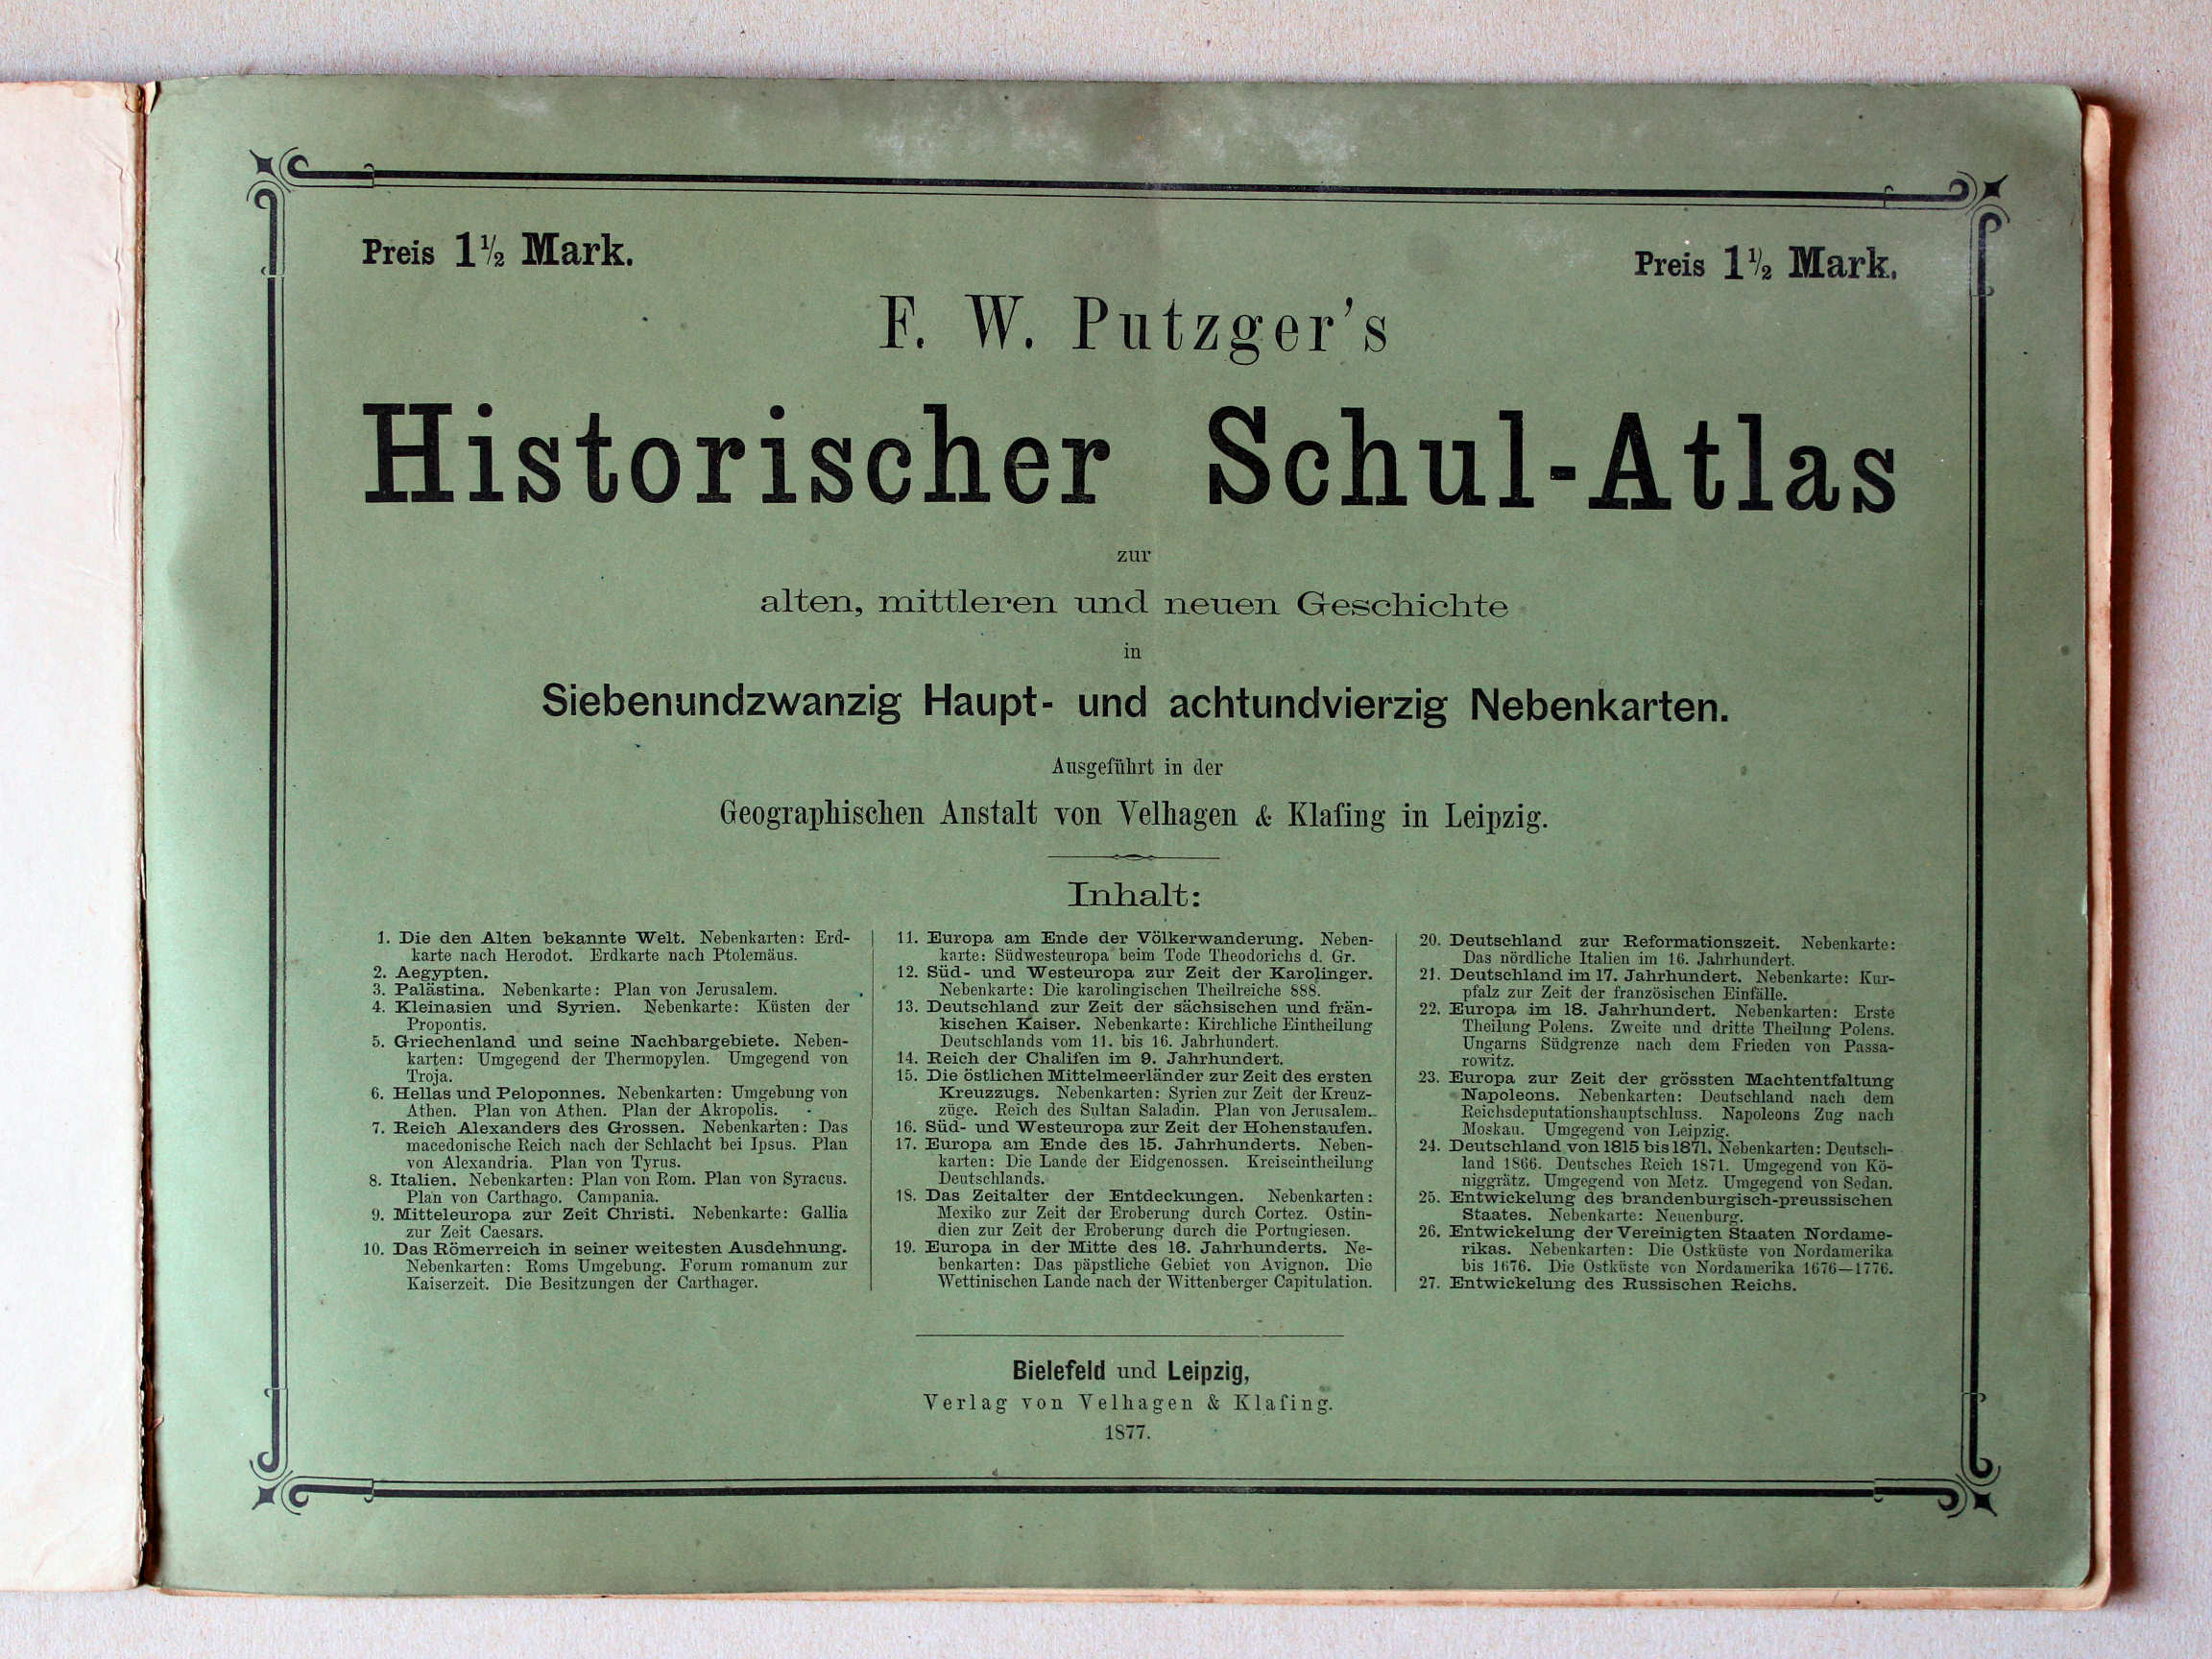 Preis 1½ Mark.
Preis 1½ Mark.
F. W. Putzger's
Historischer Schul-Atlas
zur
alten, mittleren und neuen Geschichte
in
Siebenundzwanzig Haupt- und achtundvierzig Nebenkarten.
Ausgeführt in der
Geographischen Anstalt von Velhagen & Klasing in Leipzig.
Inhalt:
1. Die den Alten bekannte Welt. Nebenkarten: Erd-
karte nach Herodot. Erdkarte nach Ptolemäus.
2. Aegypten.
3. Palästina. Nebenkarte: Plan von Jerusalem.
4. Kleinasien und Syrien. Nebenkarte: Küsten der
Propontis.
5. Griechenland und seine Nachbargebiete. Neben-
karten: Umgegend der Thermopylen. Umgegend von
Troja.
6. Hellas und Peloponnes. Nebenkarten: Umgebung von
Athen. Plan von Athen. Plan der Akropolis.
7. Reich Alexanders des Grossen. Nebenkarten: Das
macedonische Reich nach der Schlacht bei Ipsus. Plan
von Alexandria. Plan von Tyrus.
8. Italien. Nebenkarten: Plan von Rom. Plan von Syracus.
Plan von Carthago. Campania.
9. Mitteleuropa zur Zeit Christi. Nebenkarte: Gallia
zur Zeit Caesars.
10. Das Römerreich in seiner weitesten Ausdehnung.
Nebenkarten: Roms Umgebung. Forum romanum zur
Kaiserzeit. Die Besitzungen der Carthager.
11. Europa am Ende der Völkerwanderung. Neben-
karte: Südwesteuropa beim Tode Theodorichs d. Gr.
12. Süd- und Westeuropa zur Zeit der Karolinger.
Nebenkarte: Die karolingischen Theilreiche 888.
13. Deutschland zur Zeit der sächsischen und frän-
kischen Kaiser. Nebenkarte: Kirchliche Eintheilung
Deutschlands vom 11. bis 16. Jahrhundert.
14. Reich der Chalifen im 9. Jahrhundert.
15. Die östlichen Mittelmeerländer zur Zeit des ersten
Kreuzzugs. Nebenkarten: Syrien zur Zeit der Kreuz-
züge. Reich des Sultan Saladin. Plan von Jerusalem.
16. Süd- und Westeuropa zur Zeit der Hohenstaufen.
17. Europa am Ende des 15. Jahrhunderts. Neben-
karten: Die Lande der Eidgenossen. Kreiseintheilung
Deutschlands.
18. Das Zeitalter der Entdeckungen. Nebenkarten:
Mexiko zur Zeit der Eroberung durch Cortez. Ostin-
dien zur Zeit der Eroberung durch die Portugiesen.
19. Europa in der Mitte des 16. Jahrhunderts. Ne-
benkarten: Das päpstliche Gebiet von Avignon. Die
Wettinischen Lande nach der Wittenberger Capitulation.
20. Deutschland zur Reformationszeit. Nebenkarte:
Das nördliche Italien im 16. Jahrhundert.
21. Deutschland im 17. Jahrhundert. Nebenkarte: Kur-
pfalz zur Zeit der französischen Einfälle.
22. Europa im 18. Jahrhundert. Nebenkarten: Erste
Theilung Polens. Zweite und dritte Theilung Polens.
Ungarns Südgrenze nach dem Frieden von Passa-
rowitz.
23. Europa zur Zeit der grössten Machtentfaltung
Napoleons. Nebenkarten: Deutschland nach dem
Reichsdeputationshauptschluss. Napoleons Zug nach
Moskau. Umgegend von Leipzig.
24. Deutschland von 1815 bis 1871. Nebenkarten: Deutsch-
land 1866. Deutsches Reich 1871. Umgegend von Kö-
niggrätz. Umgegend von Metz. Umgegend von Sedan.
25. Entwickelung des brandenburgisch-preussischen
Staates. Nebenkarte: Neuenburg.
26. Entwickelung der Vereinigten Staaten Nordame-
rikas. Nebenkarten: Die Ostküste von Nordamerika
bis 1676. Die Ostküste von Nordamerika 1676—1776.
27. Entwickelung des Russischen Reichs.
Bielefeld und Leipzig,
Verlag von Velhagen & Klasing.
1877.